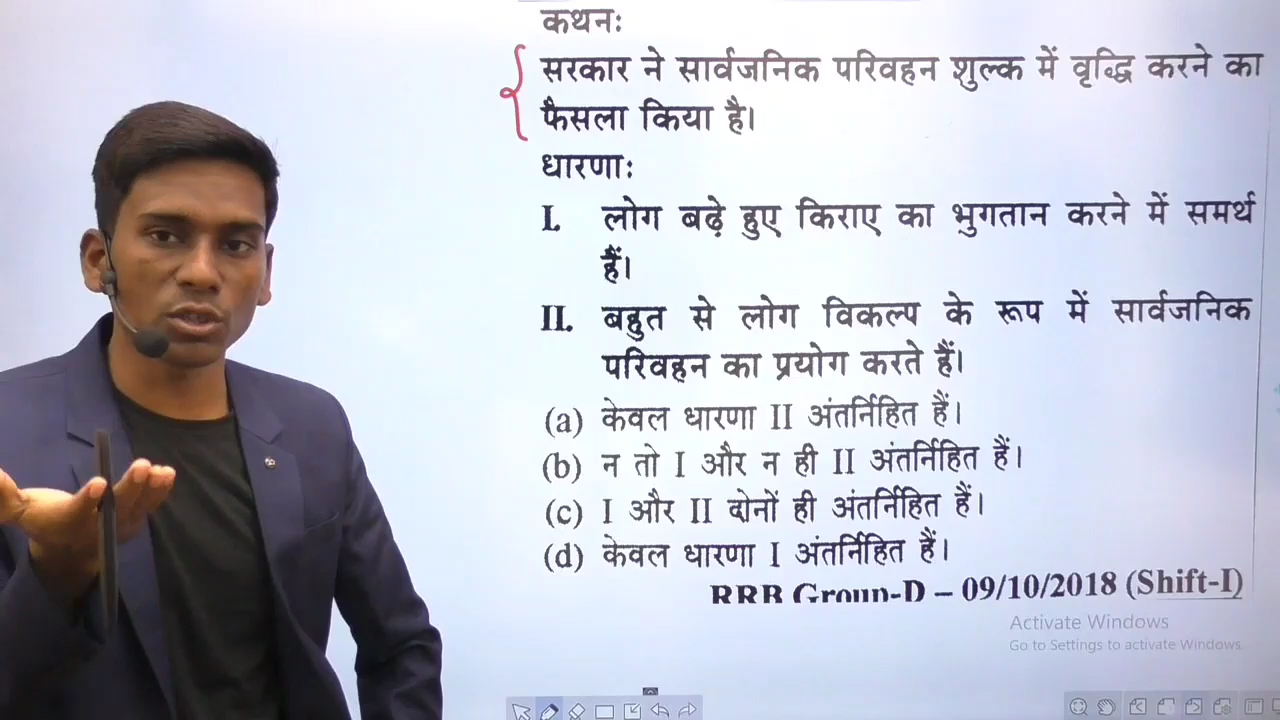 कथनः
सरकार ने सार्वजनिक परिवहन शुल्क में वृद्धि करने का
फैसला किया है।
धारणाः
I. लोग बढ़े हुए किराए का भुगतान करने में समर्थ
हैं।
II. बहुत से लोग विकल्प के रूप में सार्वजनिक
परिवहन का प्रयोग करते हैं।
(a) केवल धारणा II अंतर्निहित हैं।
(b) न तो I और न ही II अंतर्निहित हैं।
(c) I और II दोनों ही अंतर्निहित हैं।
(d) केवल धारणा I अंतर्निहित हैं।
RRB Group-D – 09/10/2018 (Shift-I)
Activate Windows
Go to Settings to activate Windows.